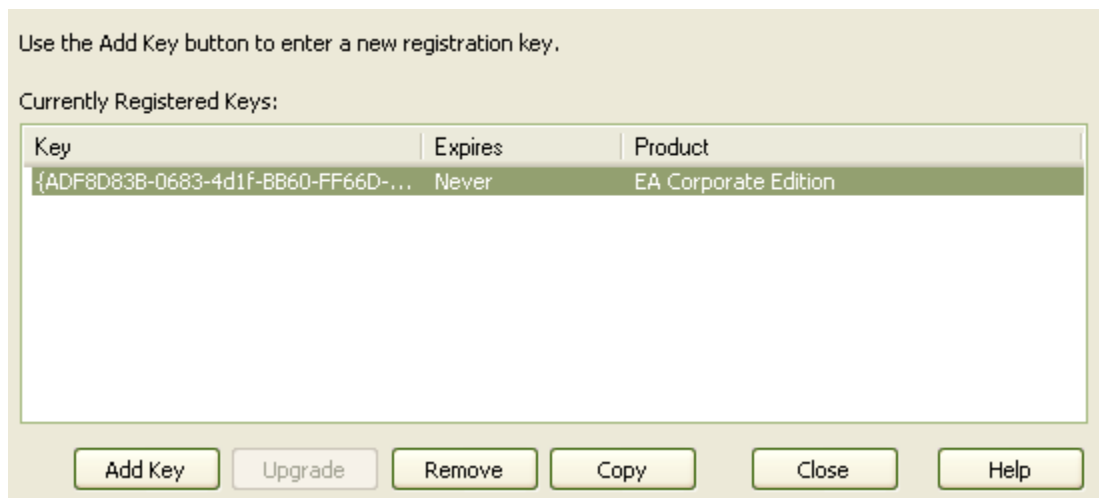 Use the Add Key button to enter a new registration key.
Currently Registered Keys:
Key Expires Product
{ADF8D83B-0683-4d1f-BB60-FF66D-... Never EA Corporate Edition
Add Key Upgrade Remove Copy Close Help